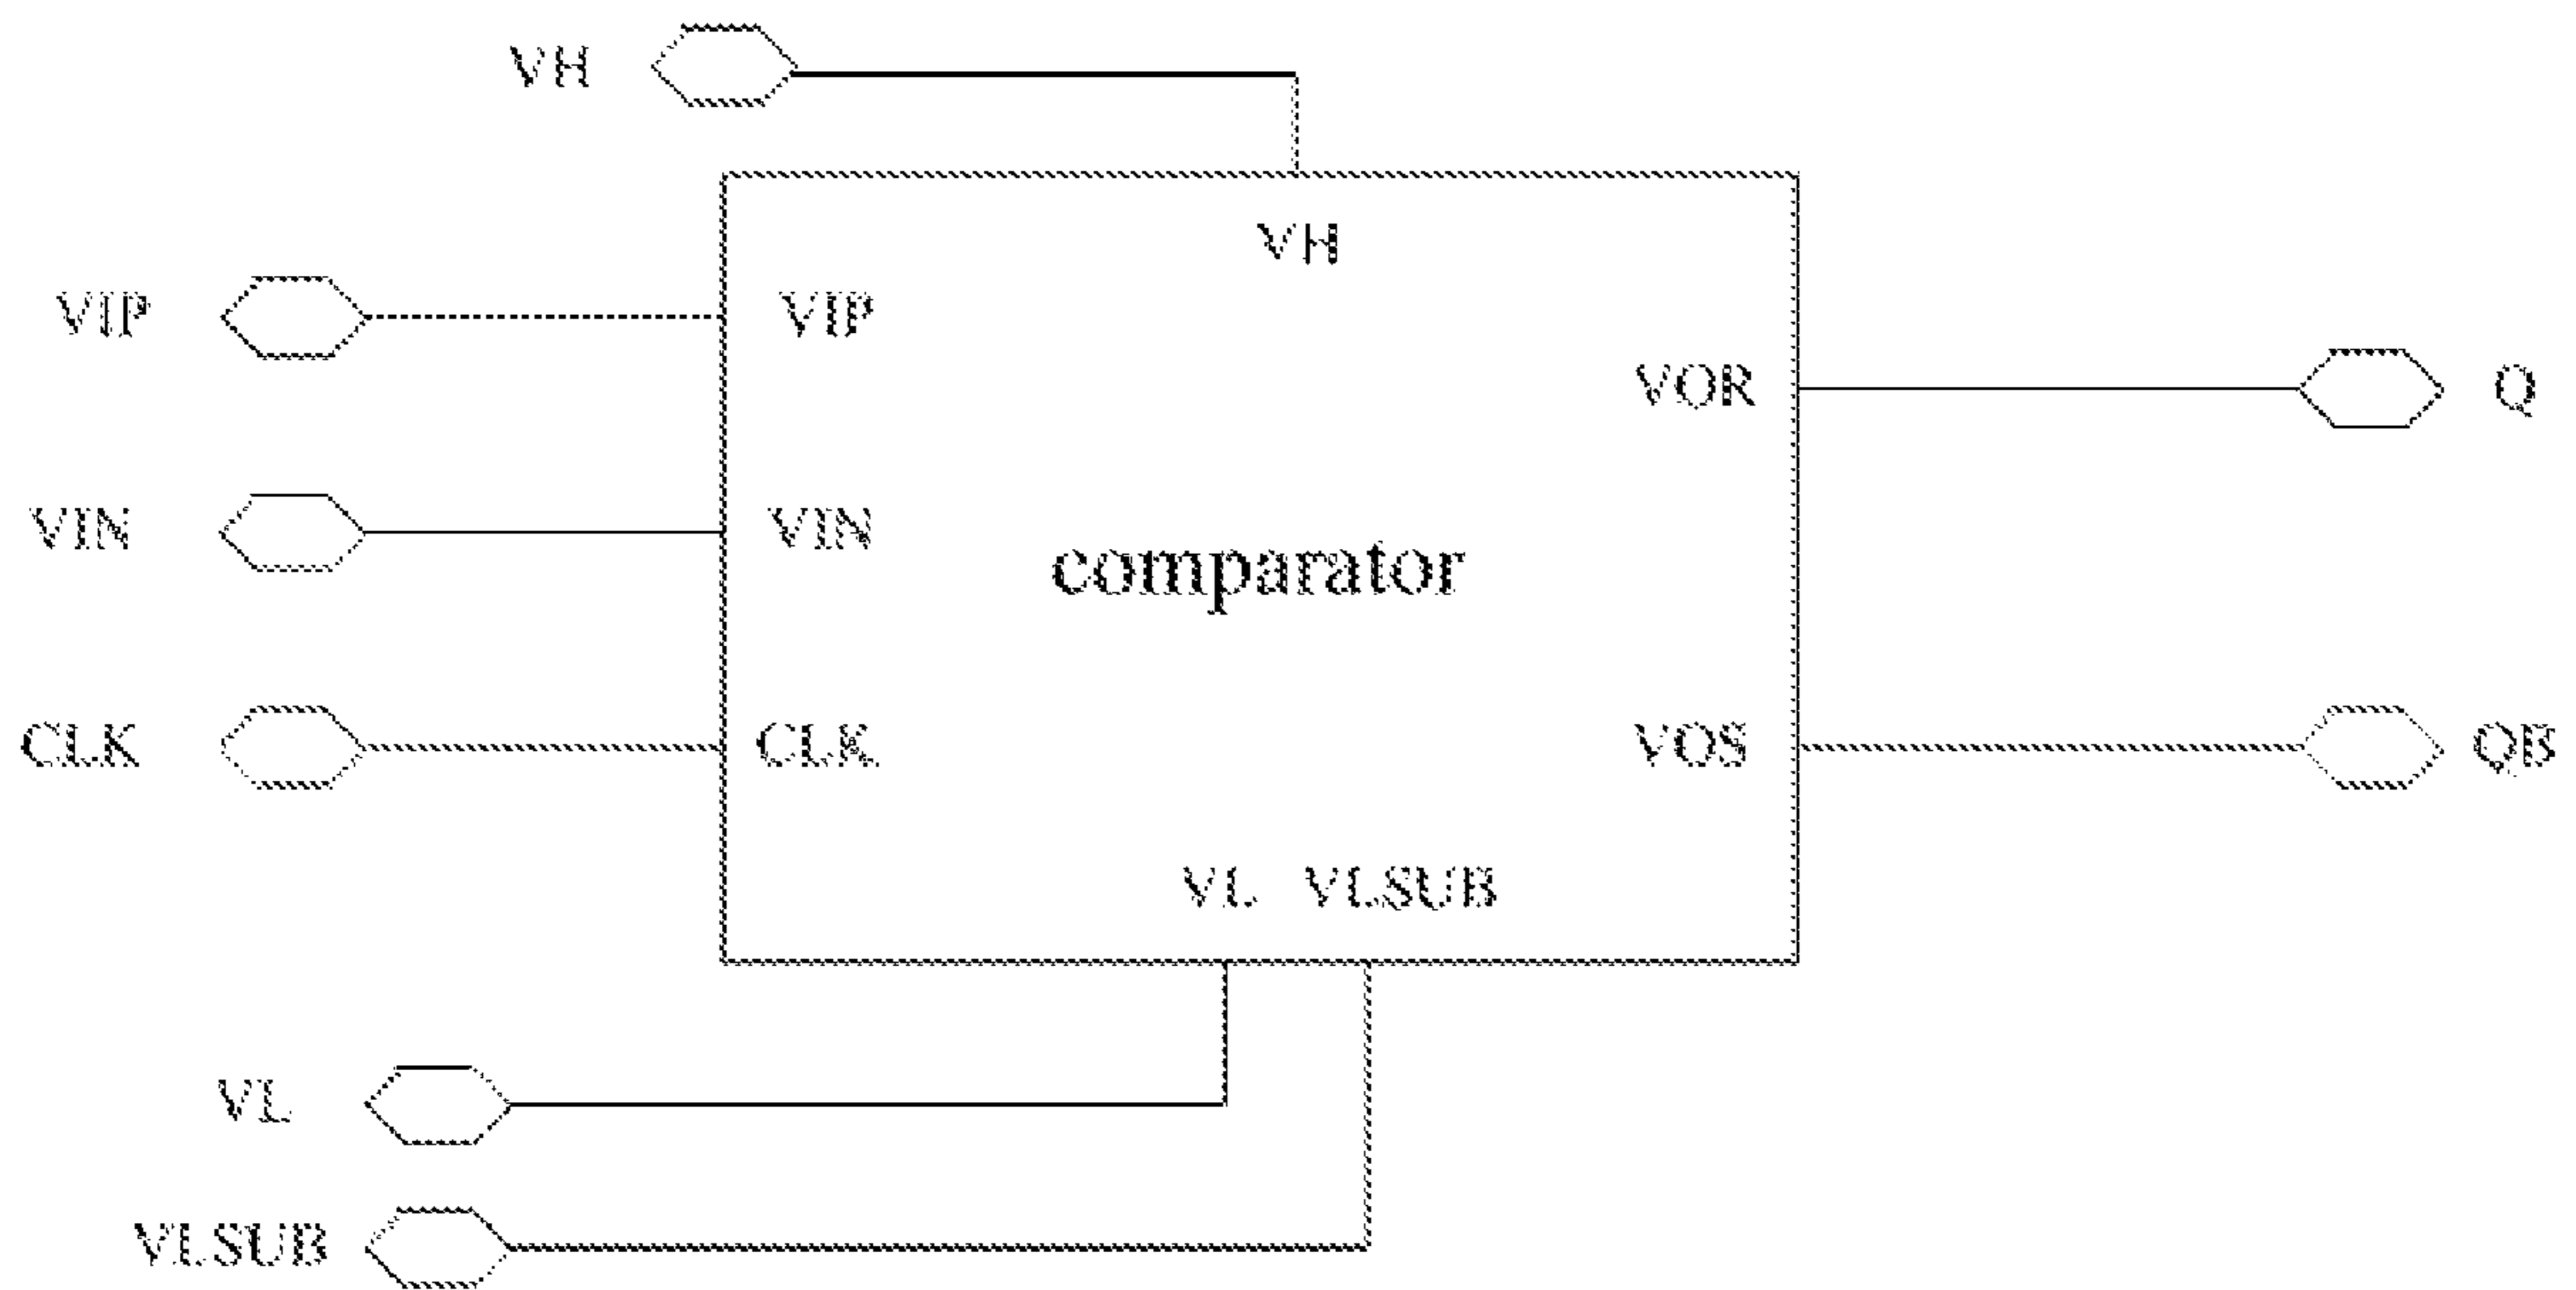 VH
VH
VIP VIP
VOR Q
VIN VIN
comparator
CLK CLK VOS QB
VL VLSUB
VL
VLSUB